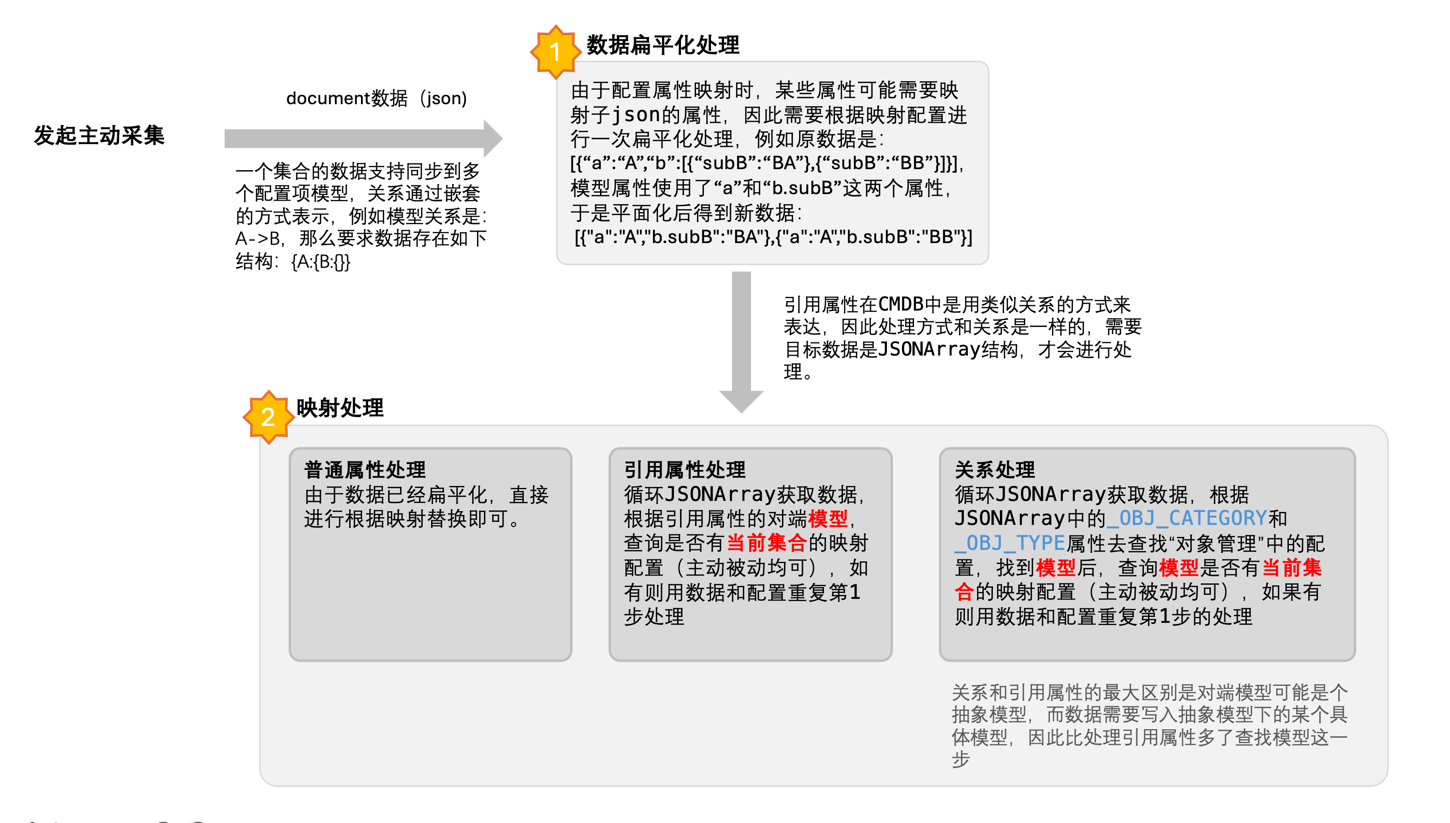 1
数据扁平化处理
document数据（json)
发起主动采集
一个集合的数据支持同步到多
个配置项模型，关系通过嵌套
的方式表示，例如模型关系是：
A->B，那么要求数据存在如下
结构：{A:{B:{}}
由于配置属性映射时，某些属性可能需要映
射子json的属性，因此需要根据映射配置进
行一次扁平化处理，例如原数据是：
[{“a”:“A”,“b”:[{“subB”:“BA”},{“subB”:“BB”}]}]，
模型属性使用了“a”和“b.subB”这两个属性，
于是平面化后得到新数据：
[{"a":"A","b.subB":"BA"},{"a":"A","b.subB":"BB"}]
引用属性在CMDB中是用类似关系的方式来
表达，因此处理方式和关系是一样的，需要
目标数据是JSONArray结构，才会进行处
理。
2
映射处理
普通属性处理
由于数据已经扁平化，直接
进行根据映射替换即可。
引用属性处理
循环JSONArray获取数据，
根据引用属性的对端模型，
查询是否有当前集合的映射
配置（主动被动均可），如
有则用数据和配置重复第1
步处理
关系处理
循环JSONArray获取数据，根据
JSONArray中的_OBJ_CATEGORY和
_OBJ_TYPE属性去查找“对象管理”中的配
置，找到模型后，查询模型是否有当前集
合的映射配置（主动被动均可），如果有
则用数据和配置重复第1步的处理
关系和引用属性的最大区别是对端模型可能是个
抽象模型，而数据需要写入抽象模型下的某个具
体模型，因此比处理引用属性多了查找模型这一
步